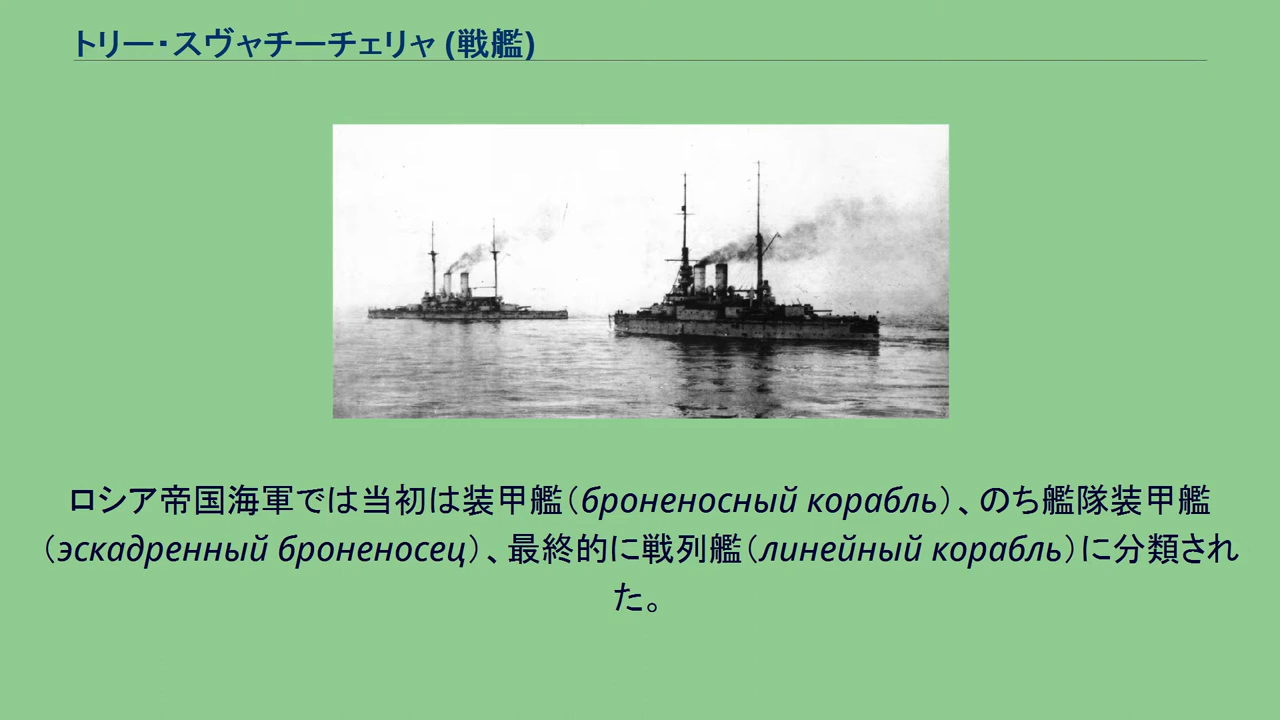 トリー・スヴャチーチェリャ (戦艦)
ロシア帝国海軍では当初は装甲艦（броненосный корабль）、のち艦隊装甲艦
（эскадренный броненосец）、最終的に戦列艦（линейный корабль）に分類され
た。